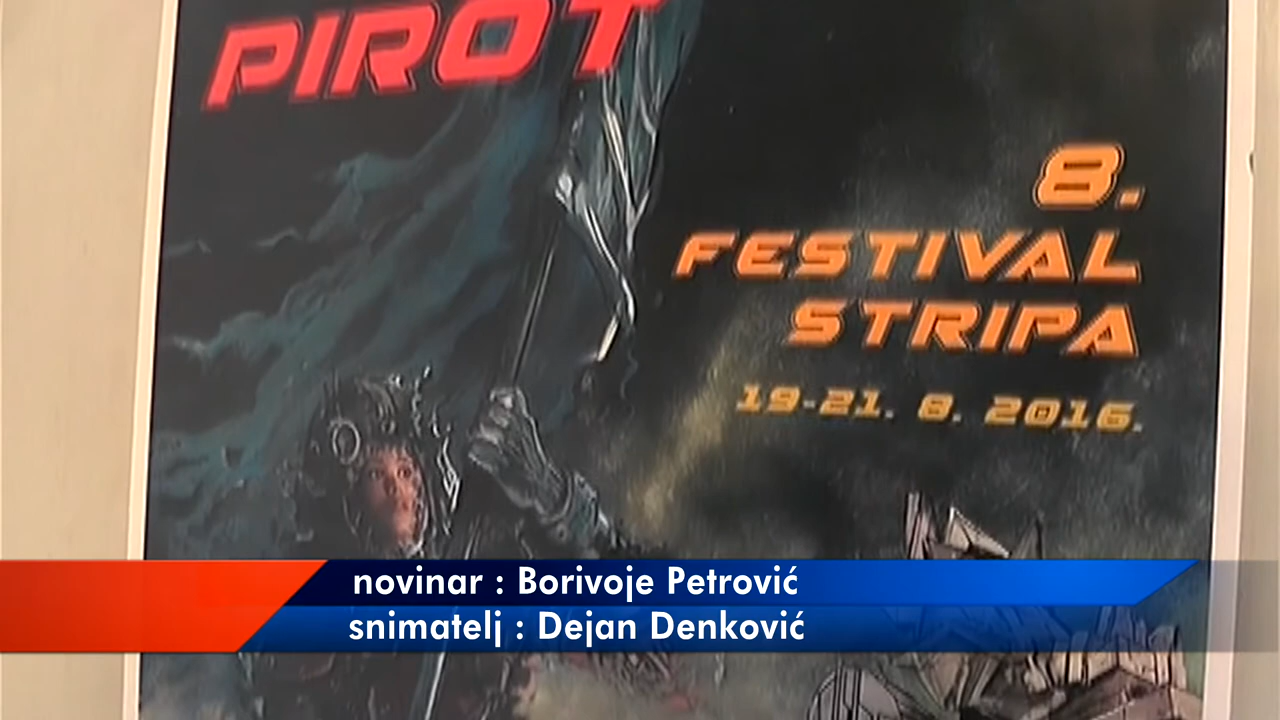 PIROT
8.
FESTIVAL
STRIPA
19-21. 8. 2016.
novinar : Borivoje Petrović
snimatelj : Dejan Denković